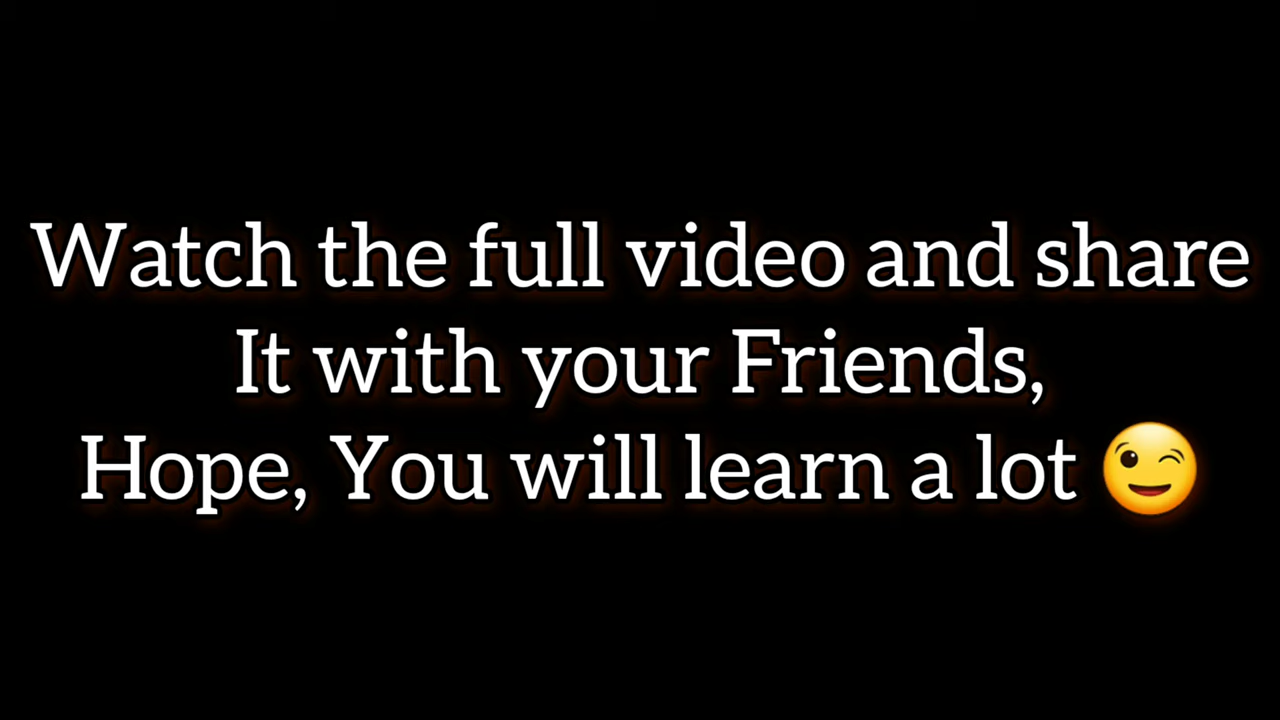 Watch the full video and share
It with your Friends,
Hope, You will learn a lot 😉